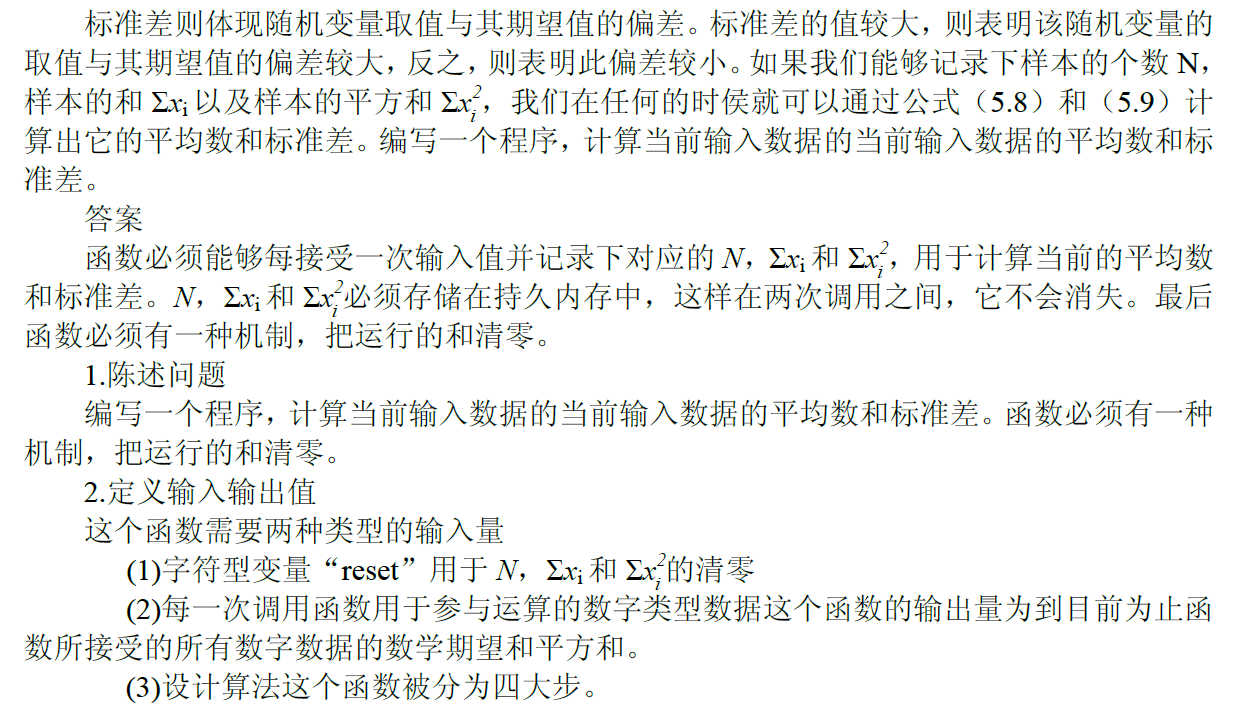 标准差则体现随机变量取值与其期望值的偏差。标准差的值较大，则表明该随机变量的
取值与其期望值的偏差较大，反之，则表明此偏差较小。如果我们能够记录下样本的个数 N，
样本的和 Σxᵢ 以及样本的平方和 Σxᵢ²，我们在任何的时侯就可以通过公式（5.8）和（5.9）计
算出它的平均数和标准差。编写一个程序，计算当前输入数据的当前输入数据的平均数和标
准差。
答案
函数必须能够每接受一次输入值并记录下对应的 N，Σxᵢ 和 Σxᵢ²，用于计算当前的平均数
和标准差。N，Σxᵢ 和 Σxᵢ²必须存储在持久内存中，这样在两次调用之间，它不会消失。最后
函数必须有一种机制，把运行的和清零。
1.陈述问题
编写一个程序，计算当前输入数据的当前输入数据的平均数和标准差。函数必须有一种
机制，把运行的和清零。
2.定义输入输出值
这个函数需要两种类型的输入量
(1)字符型变量“reset”用于 N，Σxᵢ 和 Σxᵢ²的清零
(2)每一次调用函数用于参与运算的数字类型数据这个函数的输出量为到目前为止函
数所接受的所有数字数据的数学期望和平方和。
(3)设计算法这个函数被分为四大步。